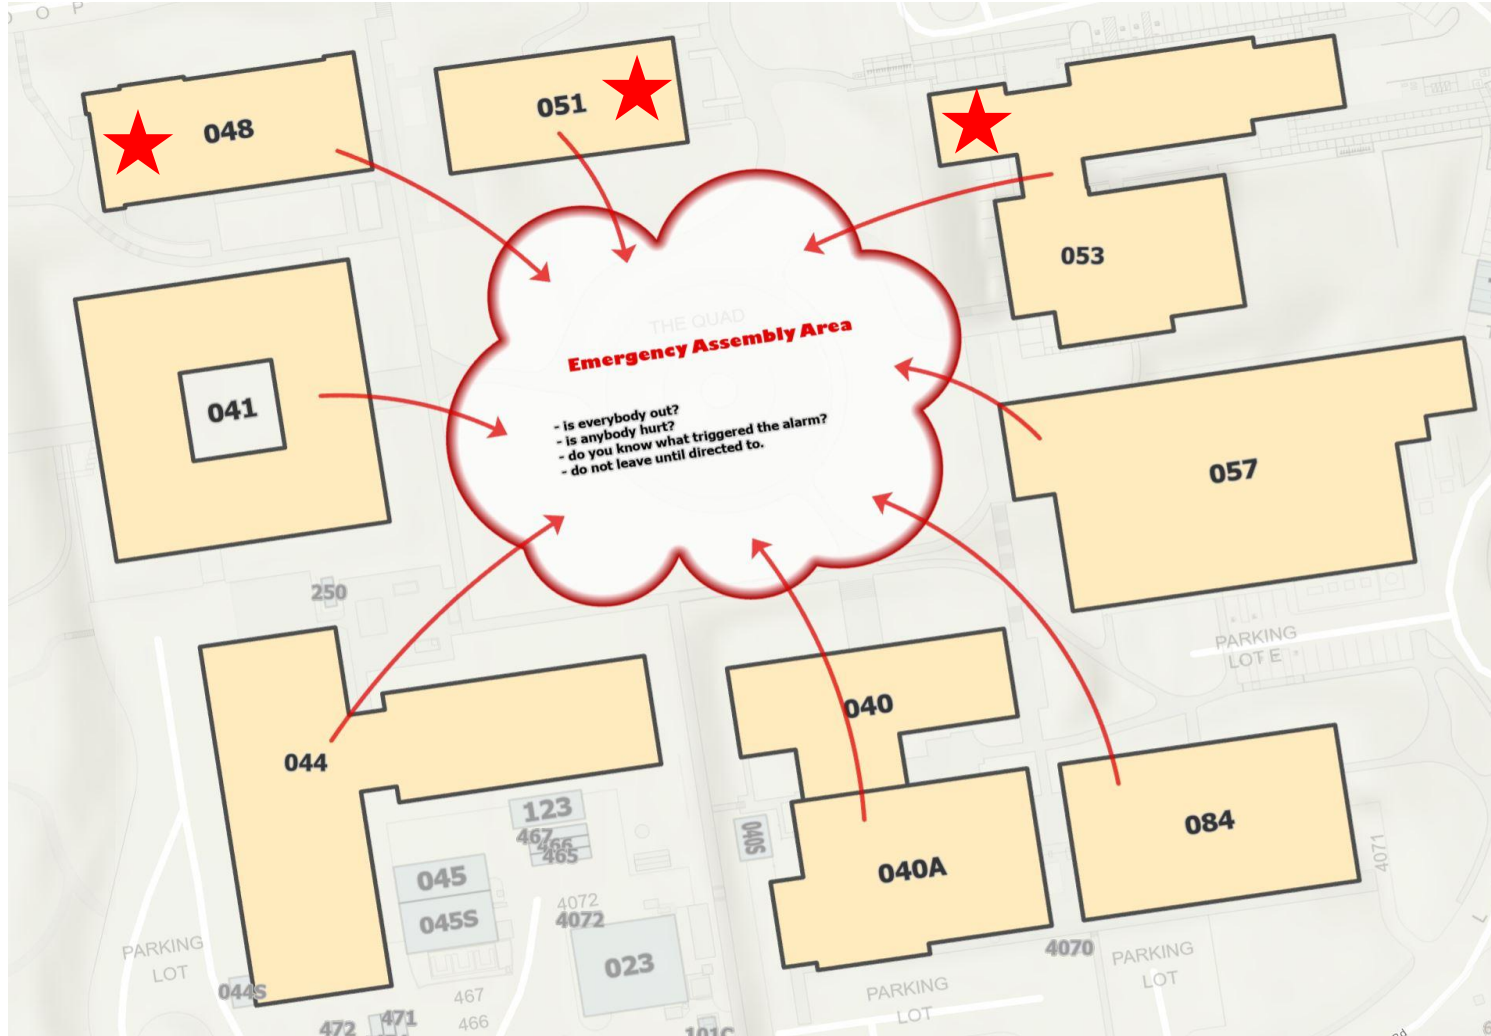 O P
048
051
053
THE QUAD
Emergency Assembly Area
041
- is everybody out?
- is anybody hurt?
- do you know what triggered the alarm?
- do not leave until directed to.
057
250
PARKING
LOT E
040
044
123
467
466
465
040S
084
4071
045
040A
045S
4072
4072
PARKING
LOT
023
4070
PARKING
LOT
044S
467
PARKING
LOT
472
471
466
101C
L